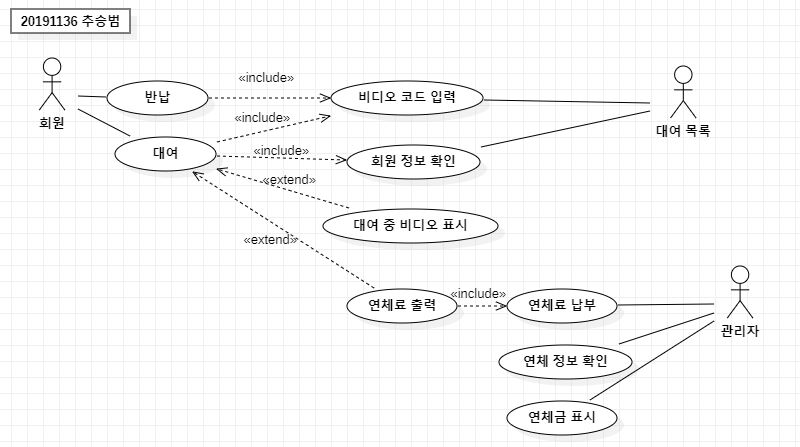 20191136 추승범
회원
반납
«include»
비디오 코드 입력
대여 목록
«include»
대여
«include»
회원 정보 확인
«extend»
대여 중 비디오 표시
«extend»
연체료 출력
«include»
연체료 납부
관리자
연체 정보 확인
연체금 표시